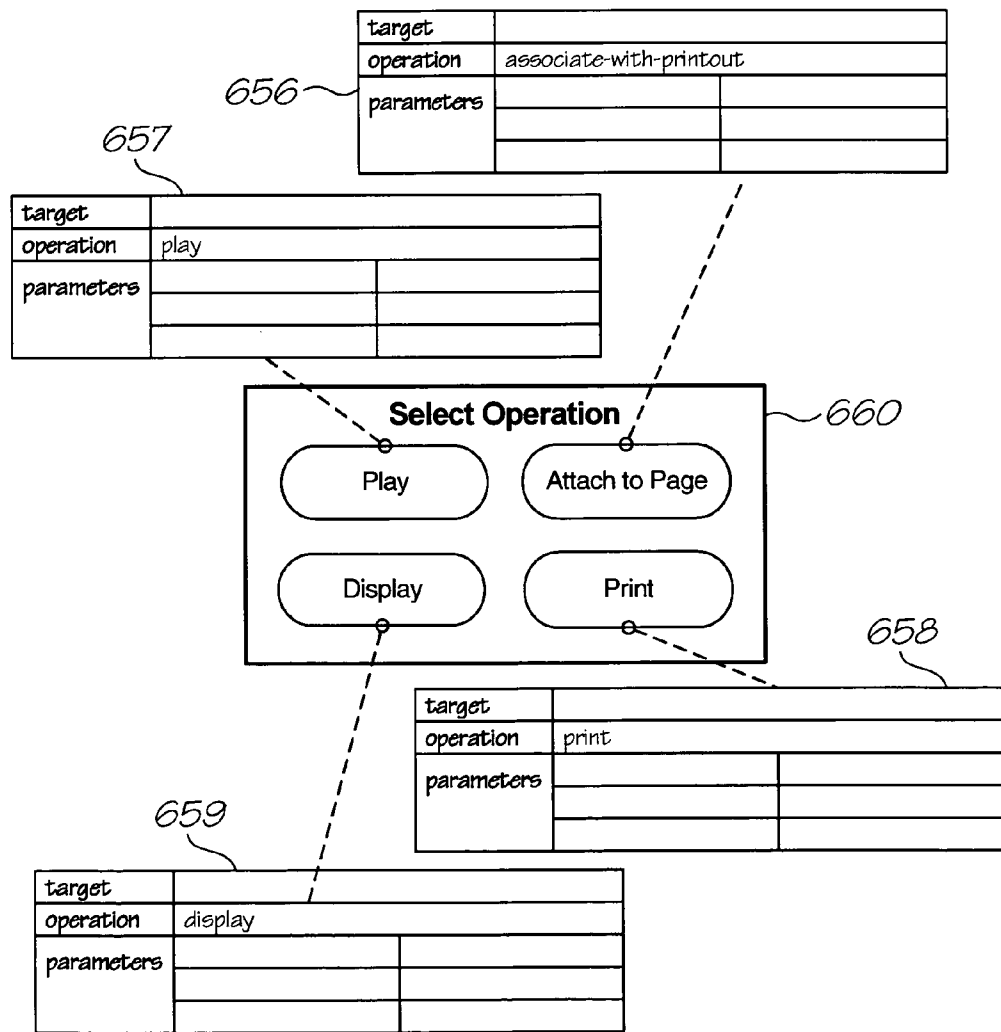 target
operation associate-with-printout
656
parameters
657
target
operation play
parameters
Select Operation
660
Play Attach to Page
Display Print
658
target
operation print
parameters
659
target
operation display
parameters